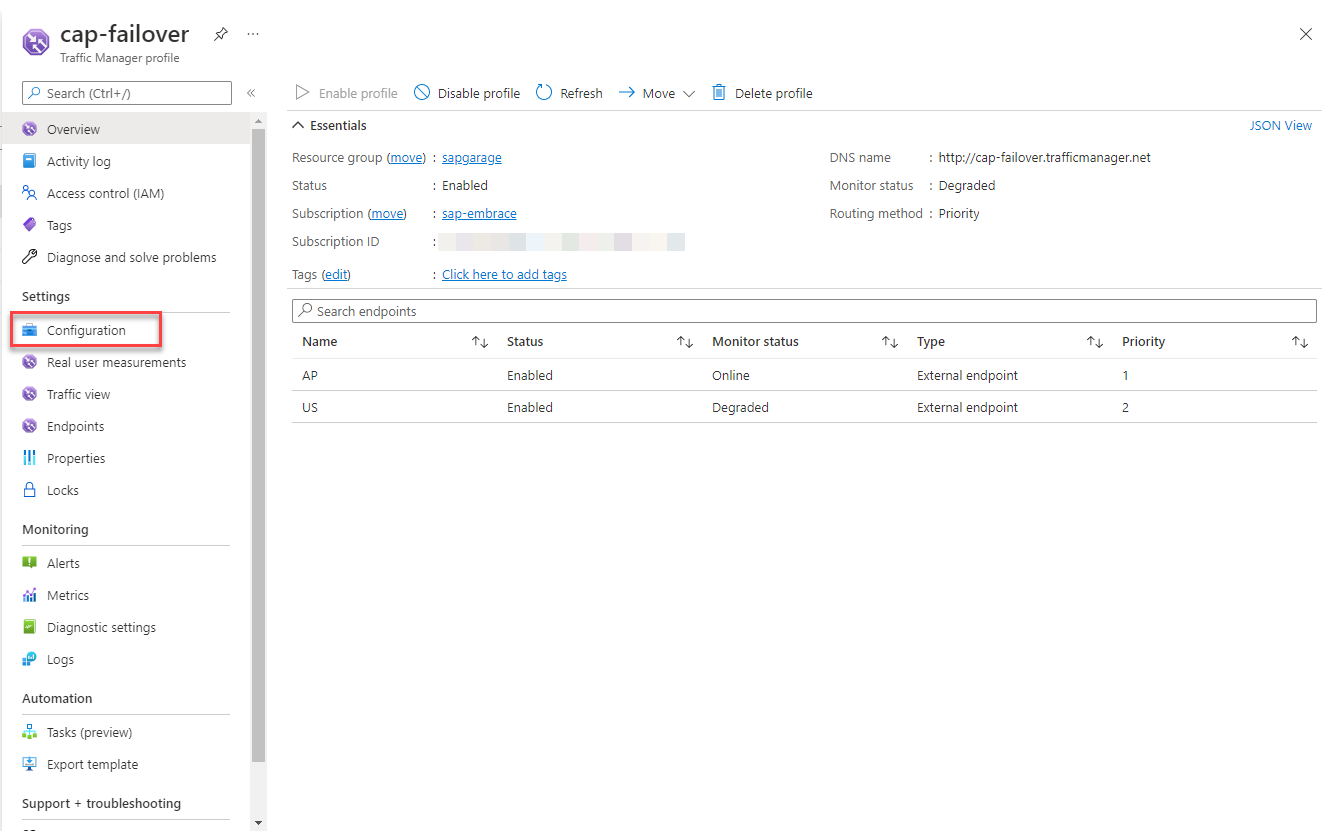 cap-failover
Traffic Manager profile
Search (Ctrl+/)
Overview
Activity log
Access control (IAM)
Tags
Diagnose and solve problems
Settings
Configuration
Real user measurements
Traffic view
Endpoints
Properties
Locks
Monitoring
Alerts
Metrics
Diagnostic settings
Logs
Automation
Tasks (preview)
Export template
Support + troubleshooting
Enable profile Disable profile Refresh Move Delete profile
Essentials JSON View
Resource group (move) : sapgarage
Status : Enabled
Subscription (move) : sap-embrace
Subscription ID :
Tags (edit) : Click here to add tags
DNS name : http://cap-failover.trafficmanager.net
Monitor status : Degraded
Routing method : Priority
Search endpoints
Name Status Monitor status Type Priority
AP Enabled Online External endpoint 1
US Enabled Degraded External endpoint 2